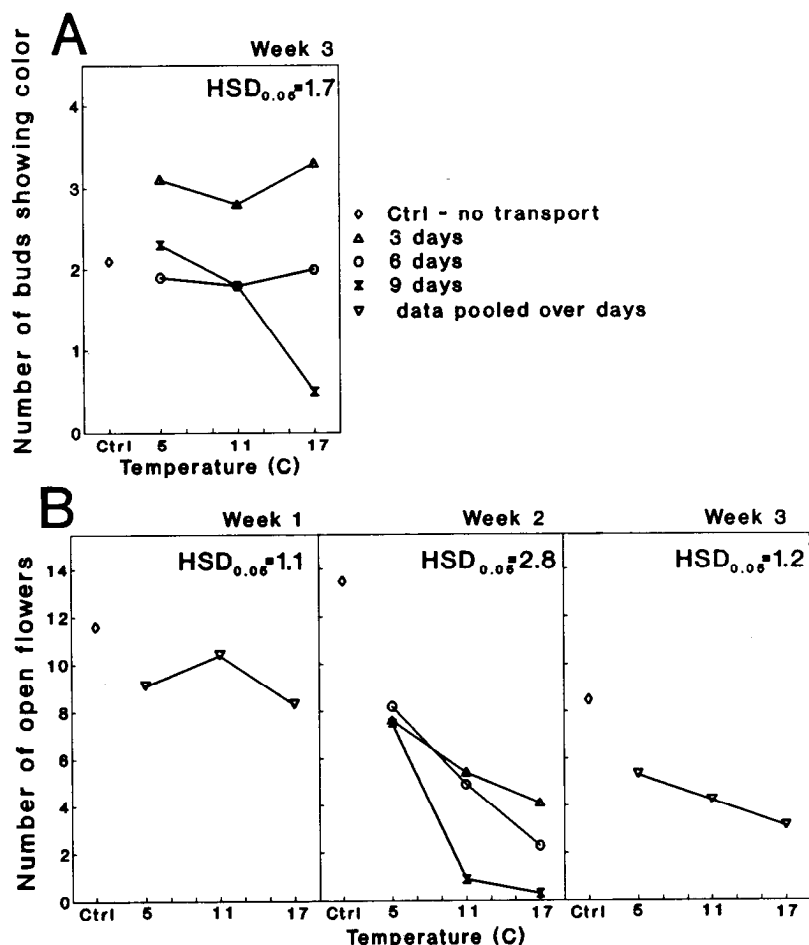 A
Week 3
HSD0.05=1.7
Number of buds showing color
4
3
2
1
0
Ctrl 5 11 17
Temperature (C)
Ctrl - no transport
3 days
6 days
9 days
data pooled over days
B
Week 1 Week 2 Week 3
HSD0.05=1.1 HSD0.05=2.8 HSD0.05=1.2
Number of open flowers
14
12
10
8
6
4
2
0
Ctrl 5 11 17 Ctrl 5 11 17 Ctrl 5 11 17
Temperature (C)